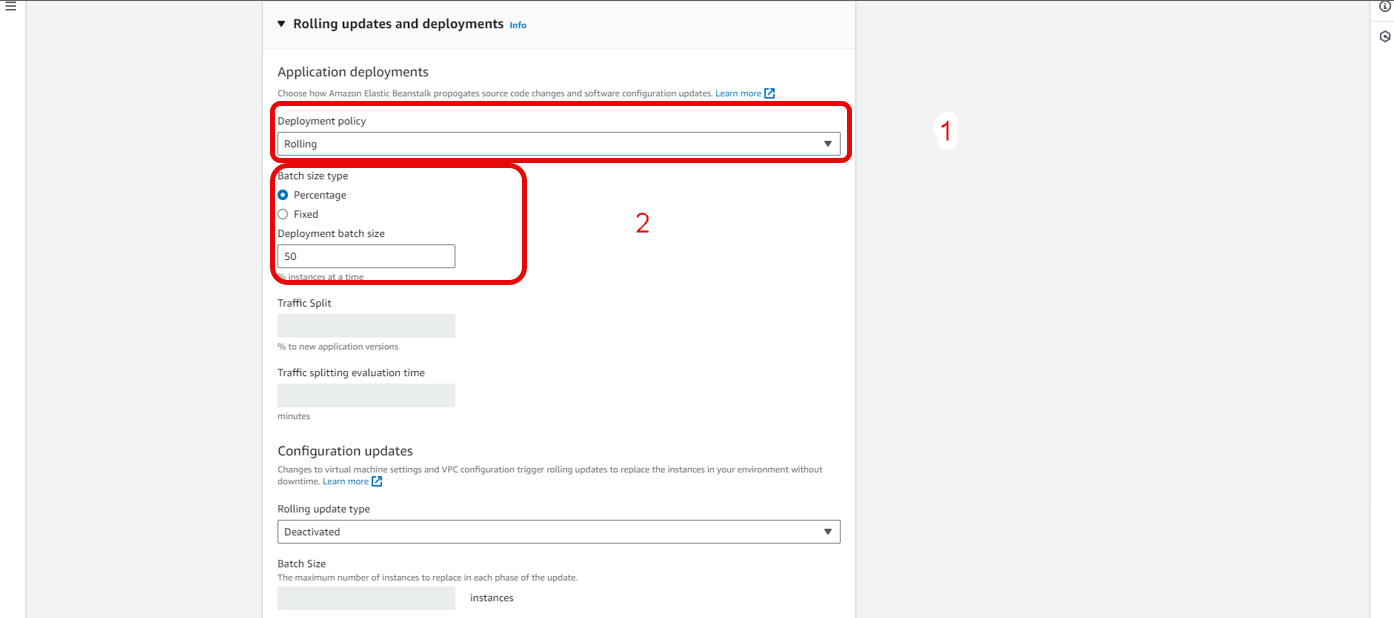 Rolling updates and deployments Info
Application deployments
Choose how Amazon Elastic Beanstalk propogates source code changes and software configuration updates. Learn more
Deployment policy
Rolling
1
Batch size type
Percentage
Fixed
2
Deployment batch size
50
% instances at a time
Traffic Split
% to new application versions
Traffic splitting evaluation time
minutes
Configuration updates
Changes to virtual machine settings and VPC configuration trigger rolling updates to replace the instances in your environment without
downtime. Learn more
Rolling update type
Deactivated
Batch Size
The maximum number of instances to replace in each phase of the update.
instances